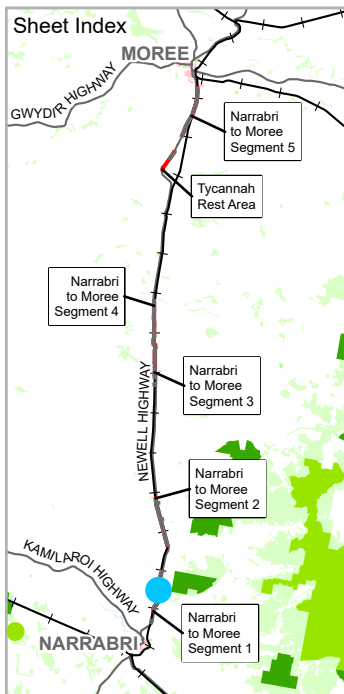 Sheet Index
MOREE
GWYDIR HIGHWAY
Narrabri
to Moree
Segment 5
Tycannah
Rest Area
Narrabri
to Moree
Segment 4
Narrabri
to Moree
Segment 3
NEWELL HIGHWAY
Narrabri
to Moree
Segment 2
KAMILAROI HIGHWAY
Narrabri
to Moree
Segment 1
NARRABRI